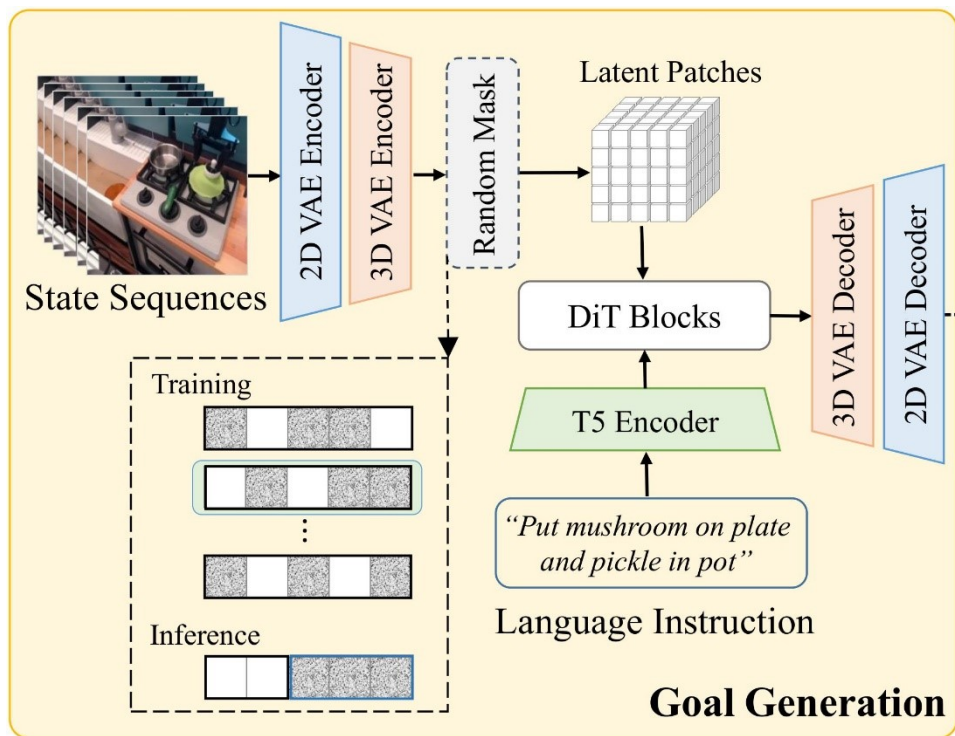 State Sequences
2D VAE Encoder
3D VAE Encoder
Random Mask
Latent Patches
DiT Blocks
3D VAE Decoder
2D VAE Decoder
T5 Encoder
“Put mushroom on plate
and pickle in pot”
Language Instruction
Training
⋮
Inference
Goal Generation